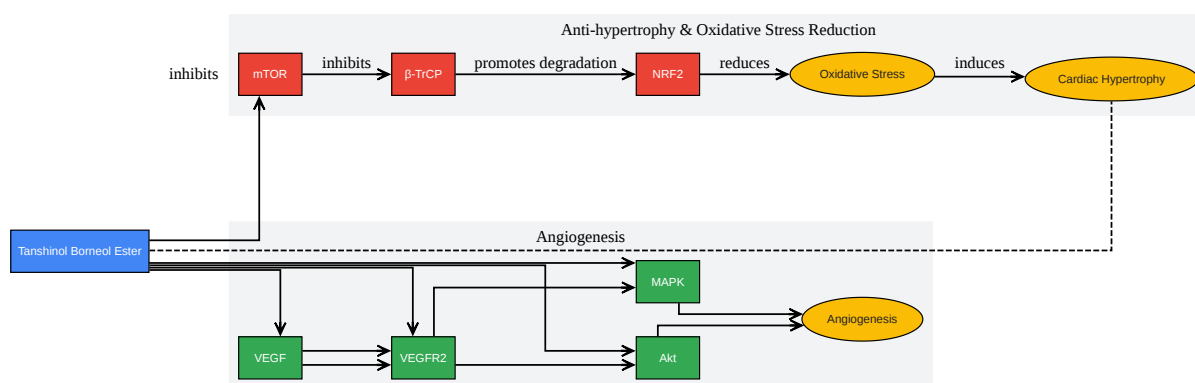 Anti-hypertrophy & Oxidative Stress Reduction
inhibits
mTOR
inhibits
β-TrCP
promotes degradation
NRF2
reduces
Oxidative Stress
induces
Cardiac Hypertrophy
Tanshinol Borneol Ester
Angiogenesis
MAPK
Angiogenesis
VEGF
VEGFR2
Akt